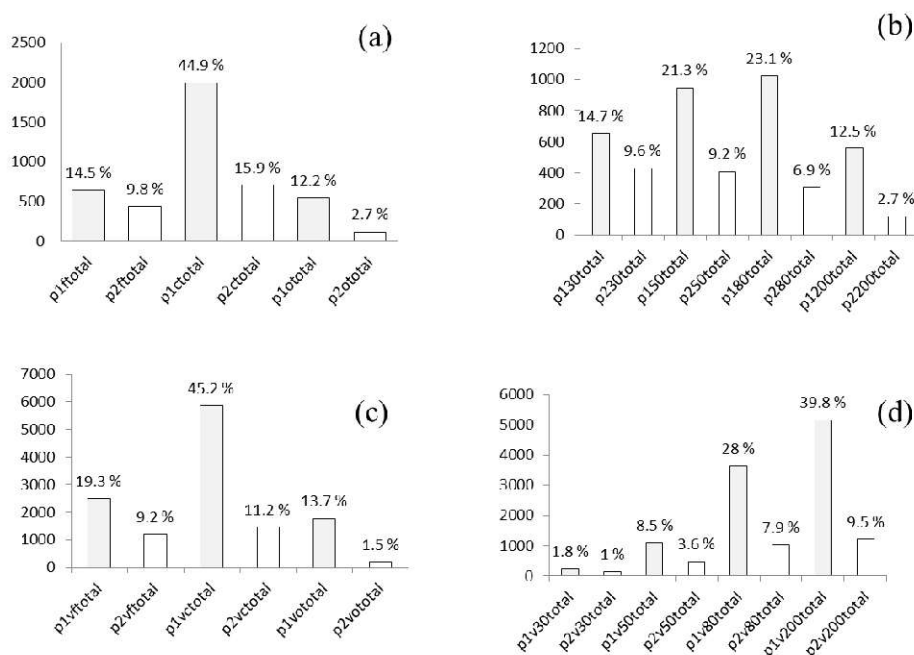 (a)
2500
2000
1500
1000
500
0
44.9 %
14.5 %
9.8 %
15.9 %
12.2 %
2.7 %
p1ftotal
p2ftotal
p1ctotal
p2ctotal
p1ototal
p2ototal
(b)
1200
1000
800
600
400
200
0
14.7 %
9.6 %
21.3 %
9.2 %
23.1 %
6.9 %
12.5 %
2.7 %
p130total
p230total
p150total
p250total
p180total
p280total
p1200total
p2200total
(c)
7000
6000
5000
4000
3000
2000
1000
0
19.3 %
9.2 %
45.2 %
11.2 %
13.7 %
1.5 %
p1vftotal
p2vftotal
p1vctotal
p2vctotal
p1vototal
p2vototal
(d)
6000
5000
4000
3000
2000
1000
0
1.8 %
1 %
8.5 %
3.6 %
28 %
7.9 %
39.8 %
9.5 %
p1v30total
p2v30total
p1v50total
p2v50total
p1v80total
p2v80total
p1v200total
p2v200total